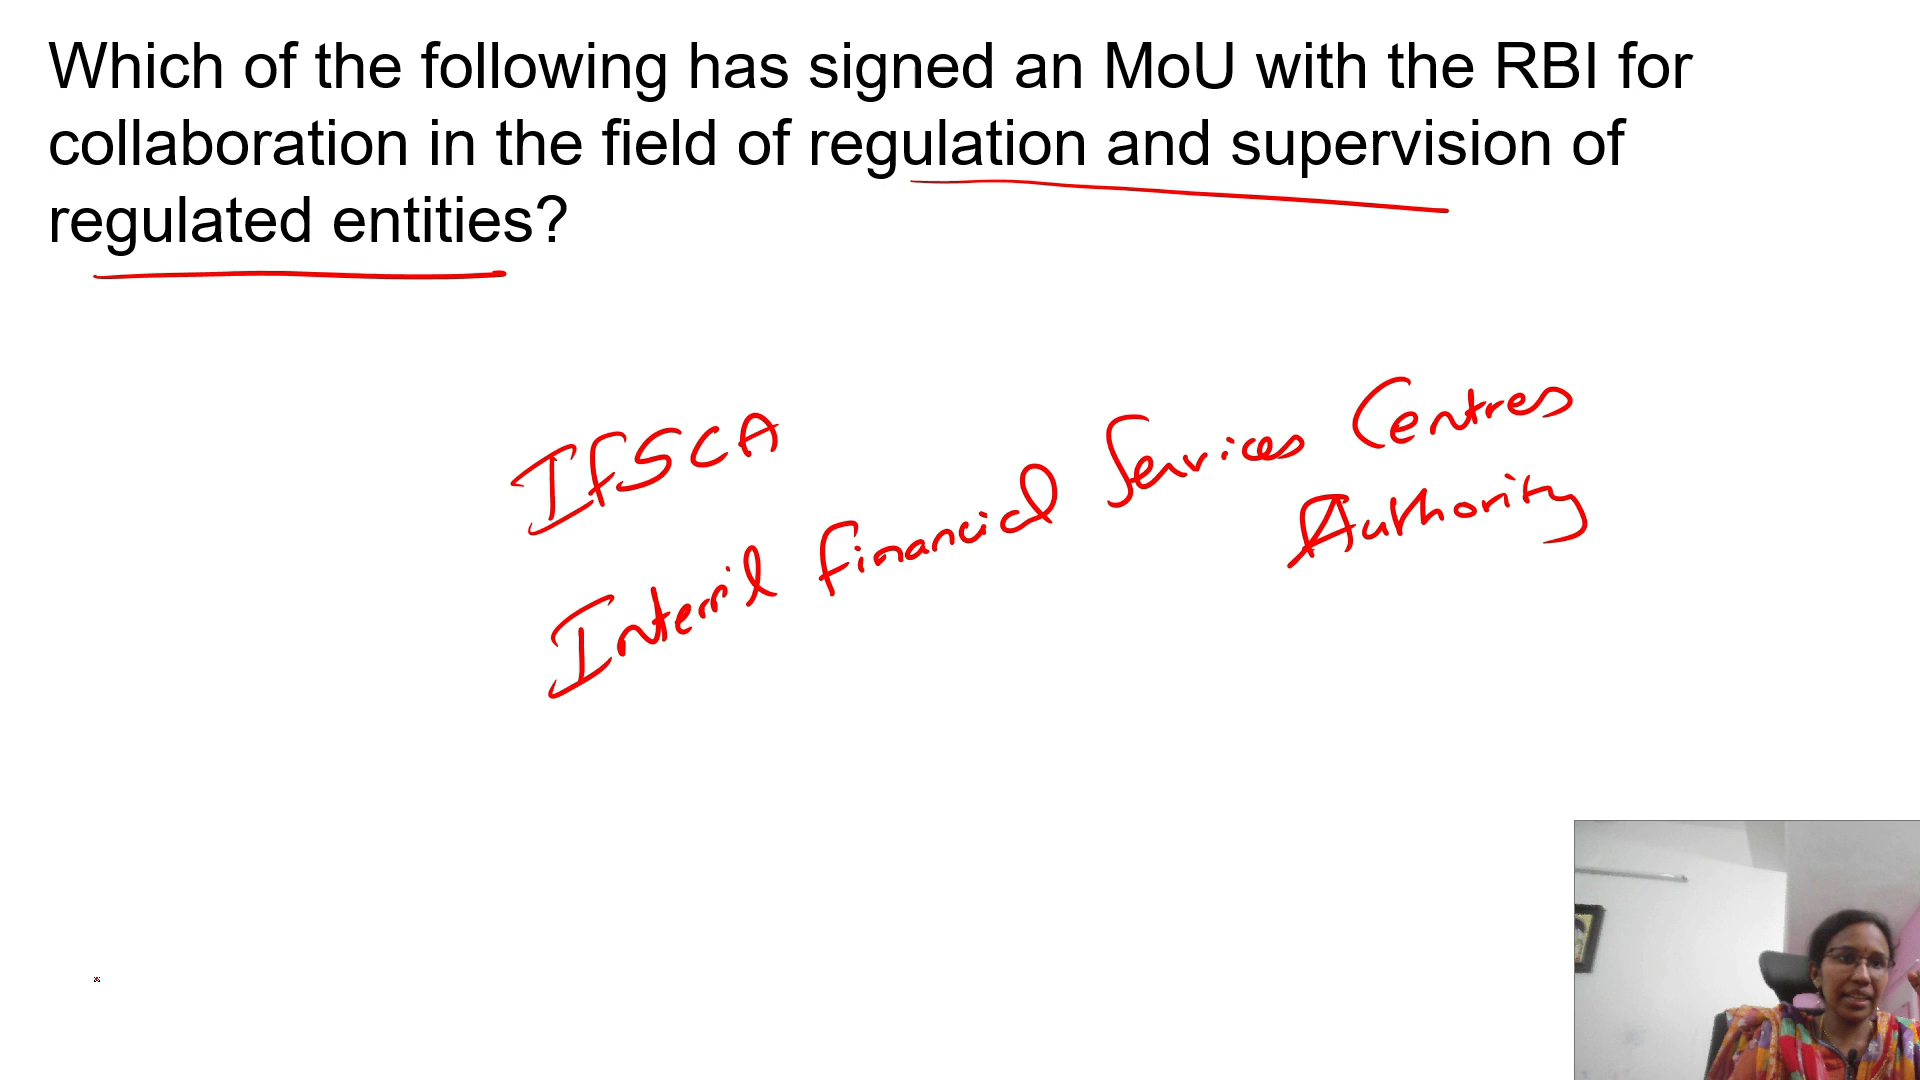 Which of the following has signed an MoU with the RBI for
collaboration in the field of regulation and supervision of
regulated entities?
IFSCA
Financial Services Centres
Authority